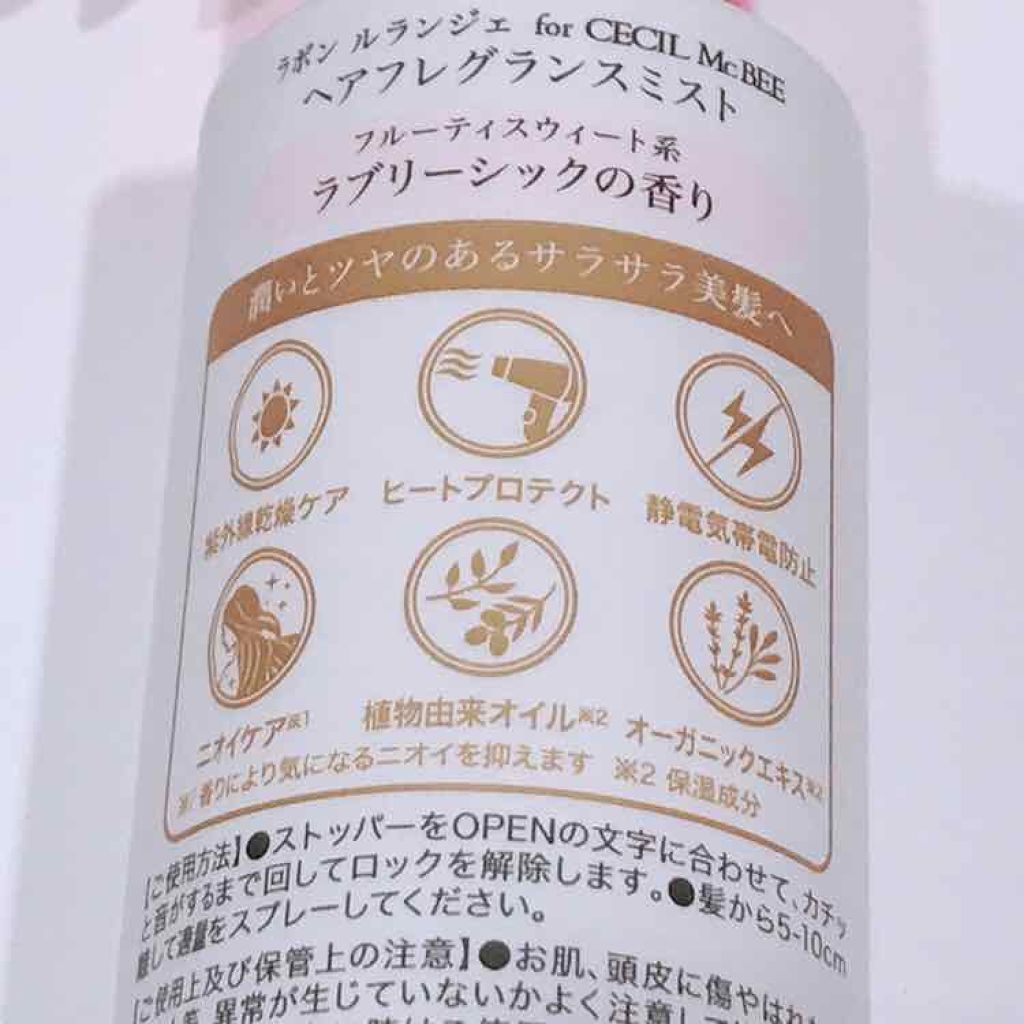 ラボン ルランジェ for CECIL McBEE
ヘアフレグランスミスト
フルーティスウィート系
ラブリーシックの香り
潤いとツヤのあるサラサラ美髪へ
紫外線乾燥ケア ヒートプロテクト 静電気帯電防止
ニオイケア※1 植物由来オイル※2 オーガニックエキス※2
香りにより気になるニオイを抑えます ※2 保湿成分
【ご使用方法】●ストッパーをOPENの文字に合わせて、カチッ
と音がするまで回してロックを解除します。●髪から5-10cm
離して適量をスプレーしてください。
【ご使用上及び保管上の注意】●お肌、頭皮に傷やはれ
異常が生じていないかよく注意して